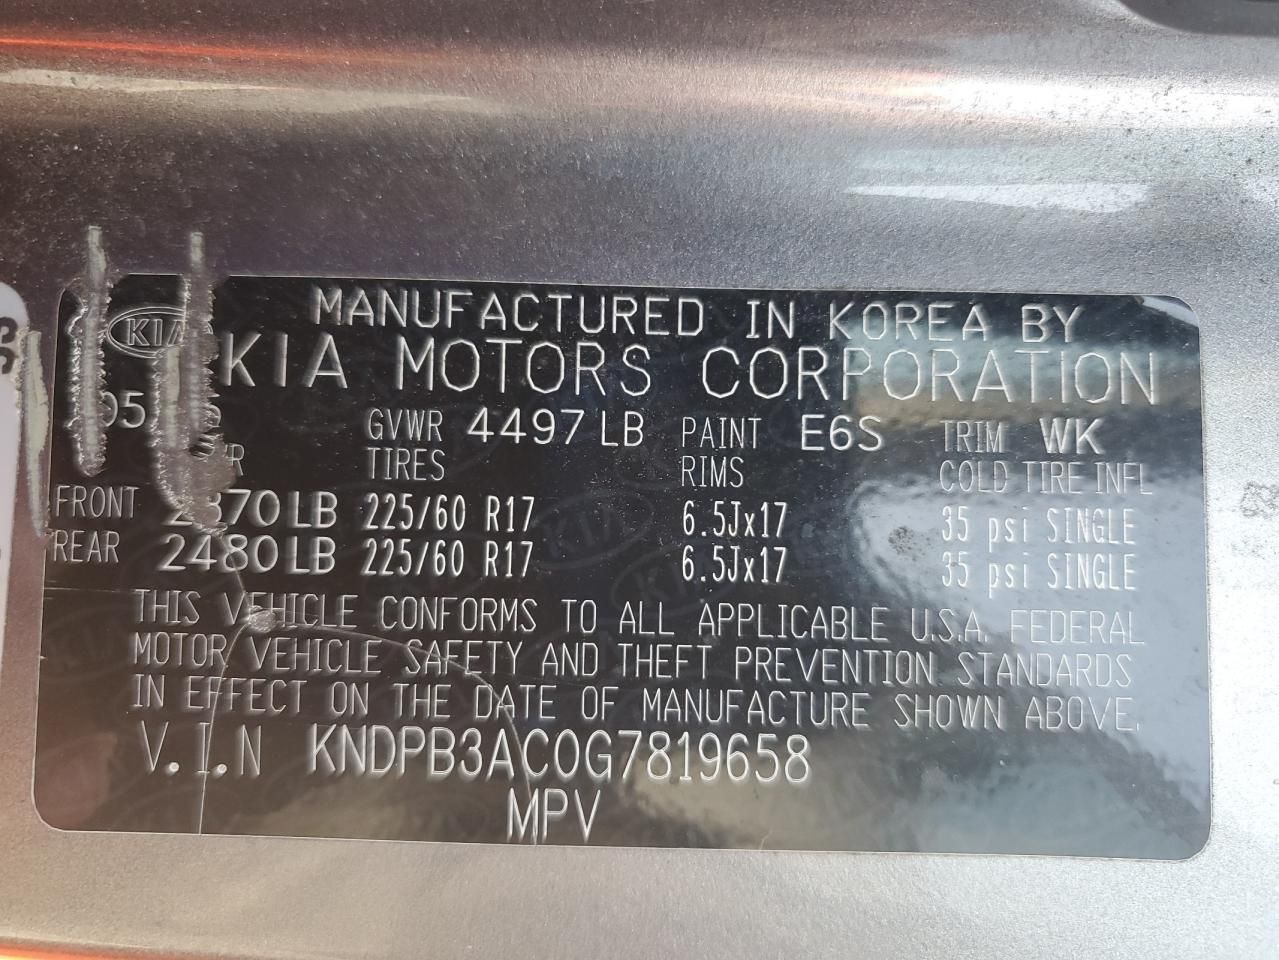 MANUFACTURED IN KOREA BY
KIA
KIA MOTORS CORPORATION
GVWR 4497 LB PAINT E6S TRIM WK
TIRES RIMS COLD TIRE INFL
FRONT 2370 LB 225/60 R17 6.5Jx17 35 psi SINGLE
REAR 2480 LB 225/60 R17 6.5Jx17 35 psi SINGLE
THIS VEHICLE CONFORMS TO ALL APPLICABLE U.S.A. FEDERAL
MOTOR VEHICLE SAFETY AND THEFT PREVENTION STANDARDS
IN EFFECT ON THE DATE OF MANUFACTURE SHOWN ABOVE.
V.I.N KNDPB3AC0G7819658
MPV